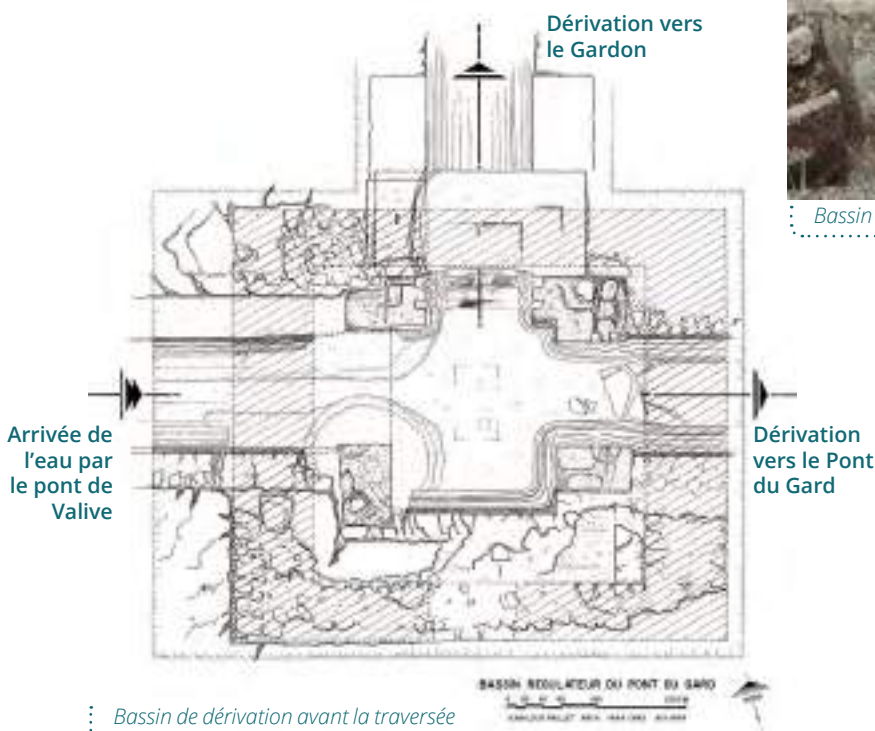 Dérivation vers
le Gardon
Bassin
Arrivée de
l'eau par
le pont de
Valive
Dérivation
vers le Pont
du Gard
BASSIN REGULATEUR DU PONT DU GARD
Bassin de dérivation avant la traversée